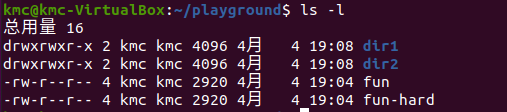 kmc@kmc-VirtualBox:~/playground$ ls -l
总用量 16
drwxrwxr-x 2 kmc kmc 4096 4月   4 19:08 dir1
drwxrwxr-x 2 kmc kmc 4096 4月   4 19:08 dir2
-rw-r--r-- 4 kmc kmc 2920 4月   4 19:04 fun
-rw-r--r-- 4 kmc kmc 2920 4月   4 19:04 fun-hard